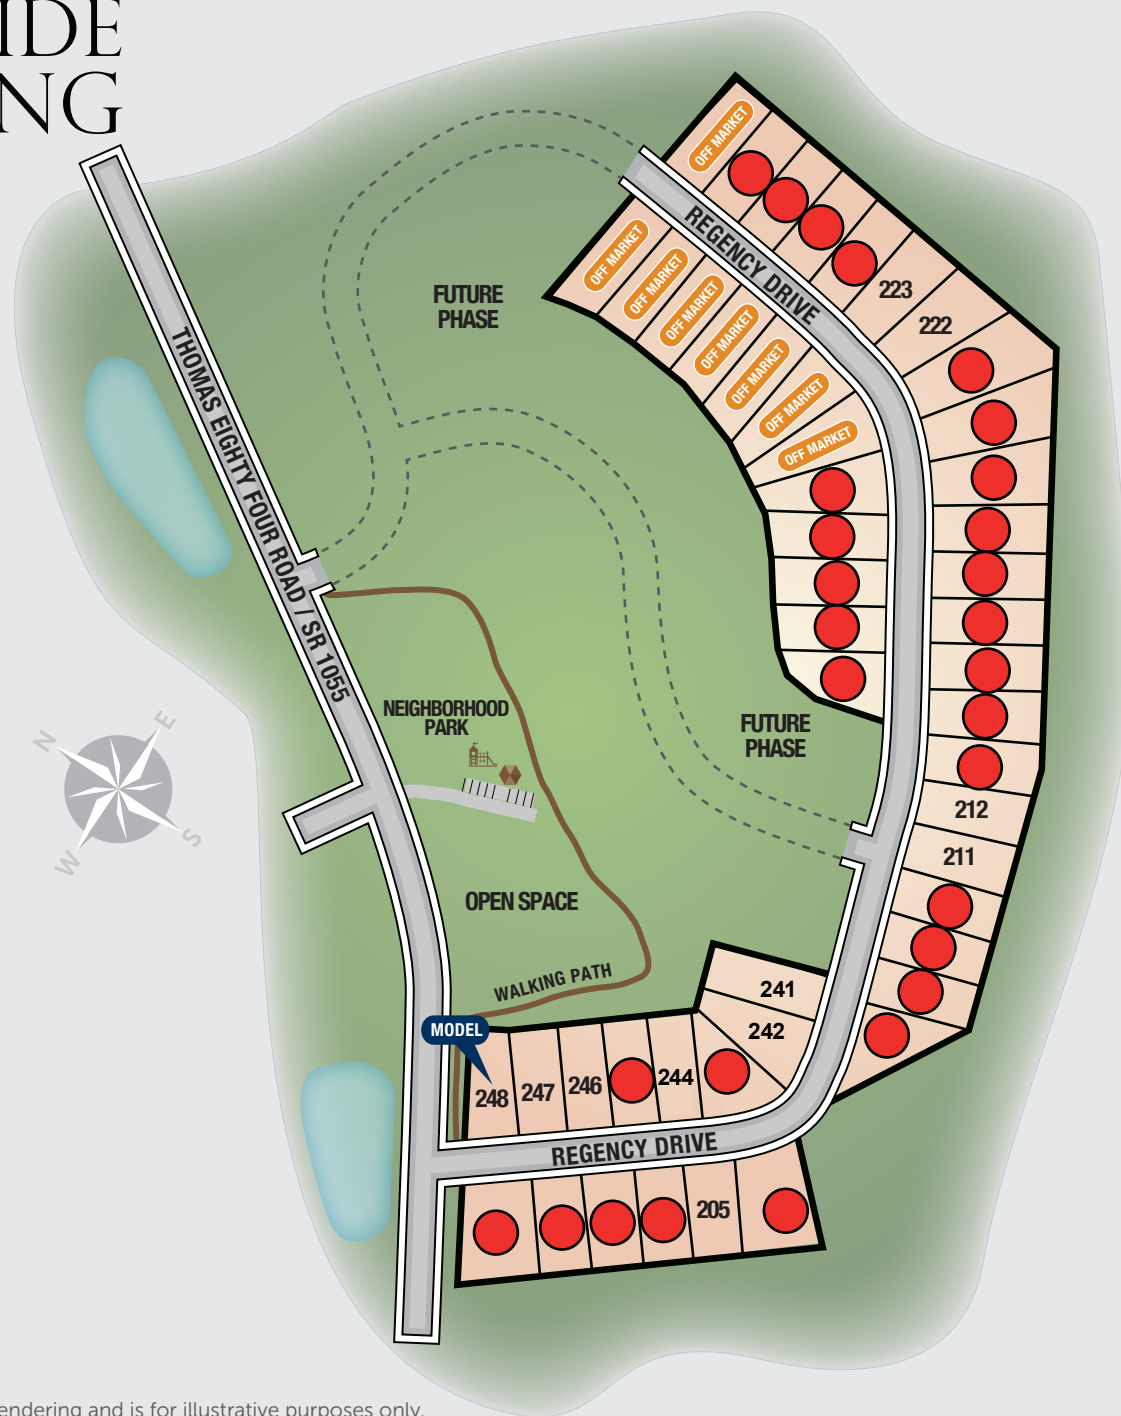 IDE
NG
OFF MARKET
REGENCY DRIVE
OFF MARKET
OFF MARKET
OFF MARKET
OFF MARKET
OFF MARKET
OFF MARKET
OFF MARKET
223
222
FUTURE
PHASE
THOMAS EIGHTY FOUR ROAD / SR 1055
NEIGHBORHOOD
PARK
FUTURE
PHASE
N
E
S
W
212
211
OPEN SPACE
WALKING PATH
241
242
MODEL
248
247
246
244
REGENCY DRIVE
205
endering and is for illustrative purposes only.